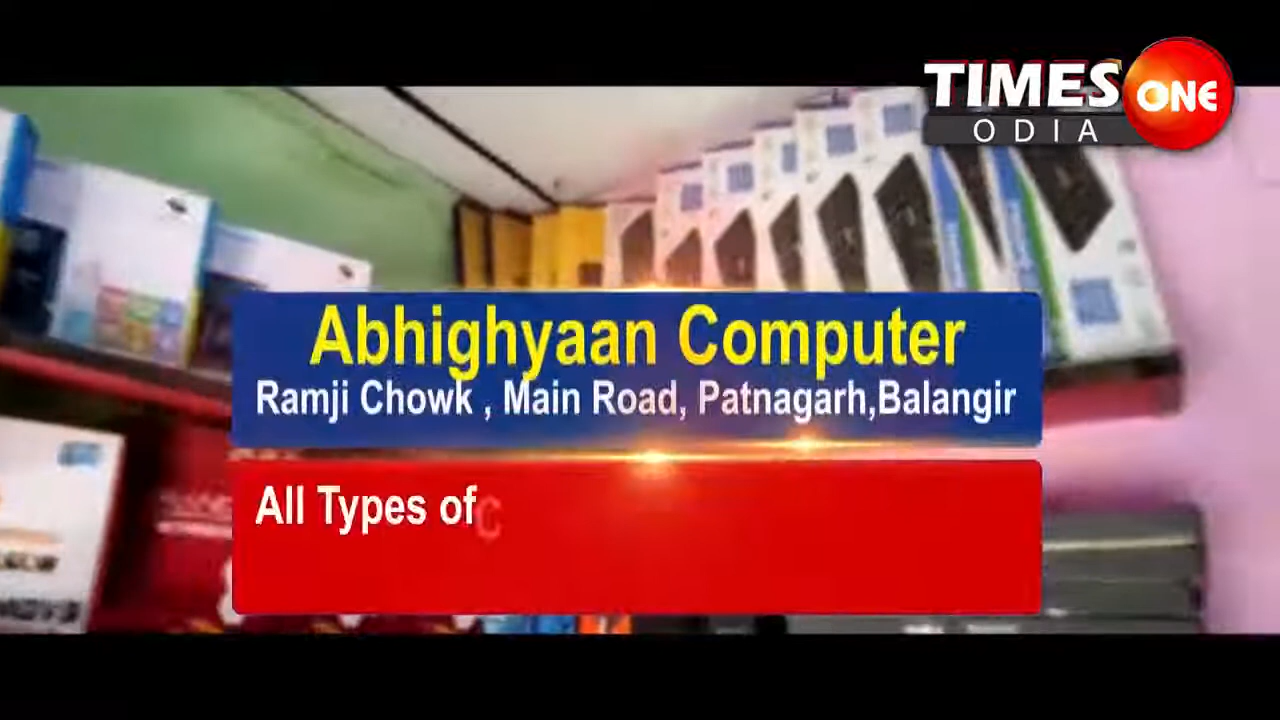 TIMES ONE
ODIA
Abhighyaan Computer
Ramji Chowk , Main Road, Patnagarh,Balangir
All Types of C